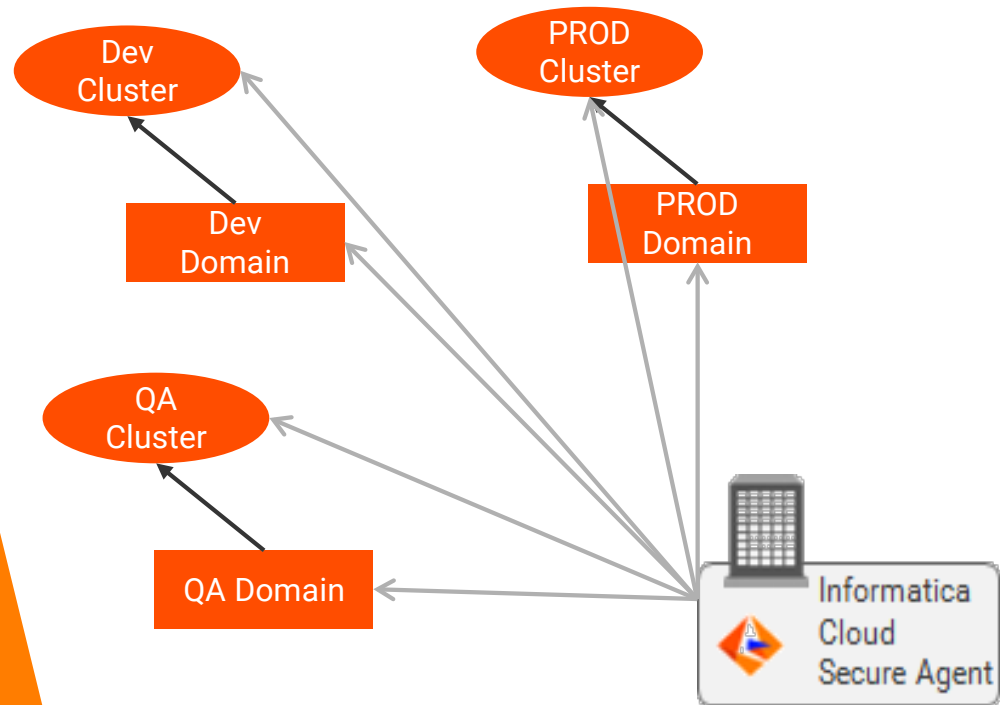 Dev
Cluster
PROD
Cluster
Dev
Domain
PROD
Domain
QA
Cluster
QA Domain
Informatica
Cloud
Secure Agent